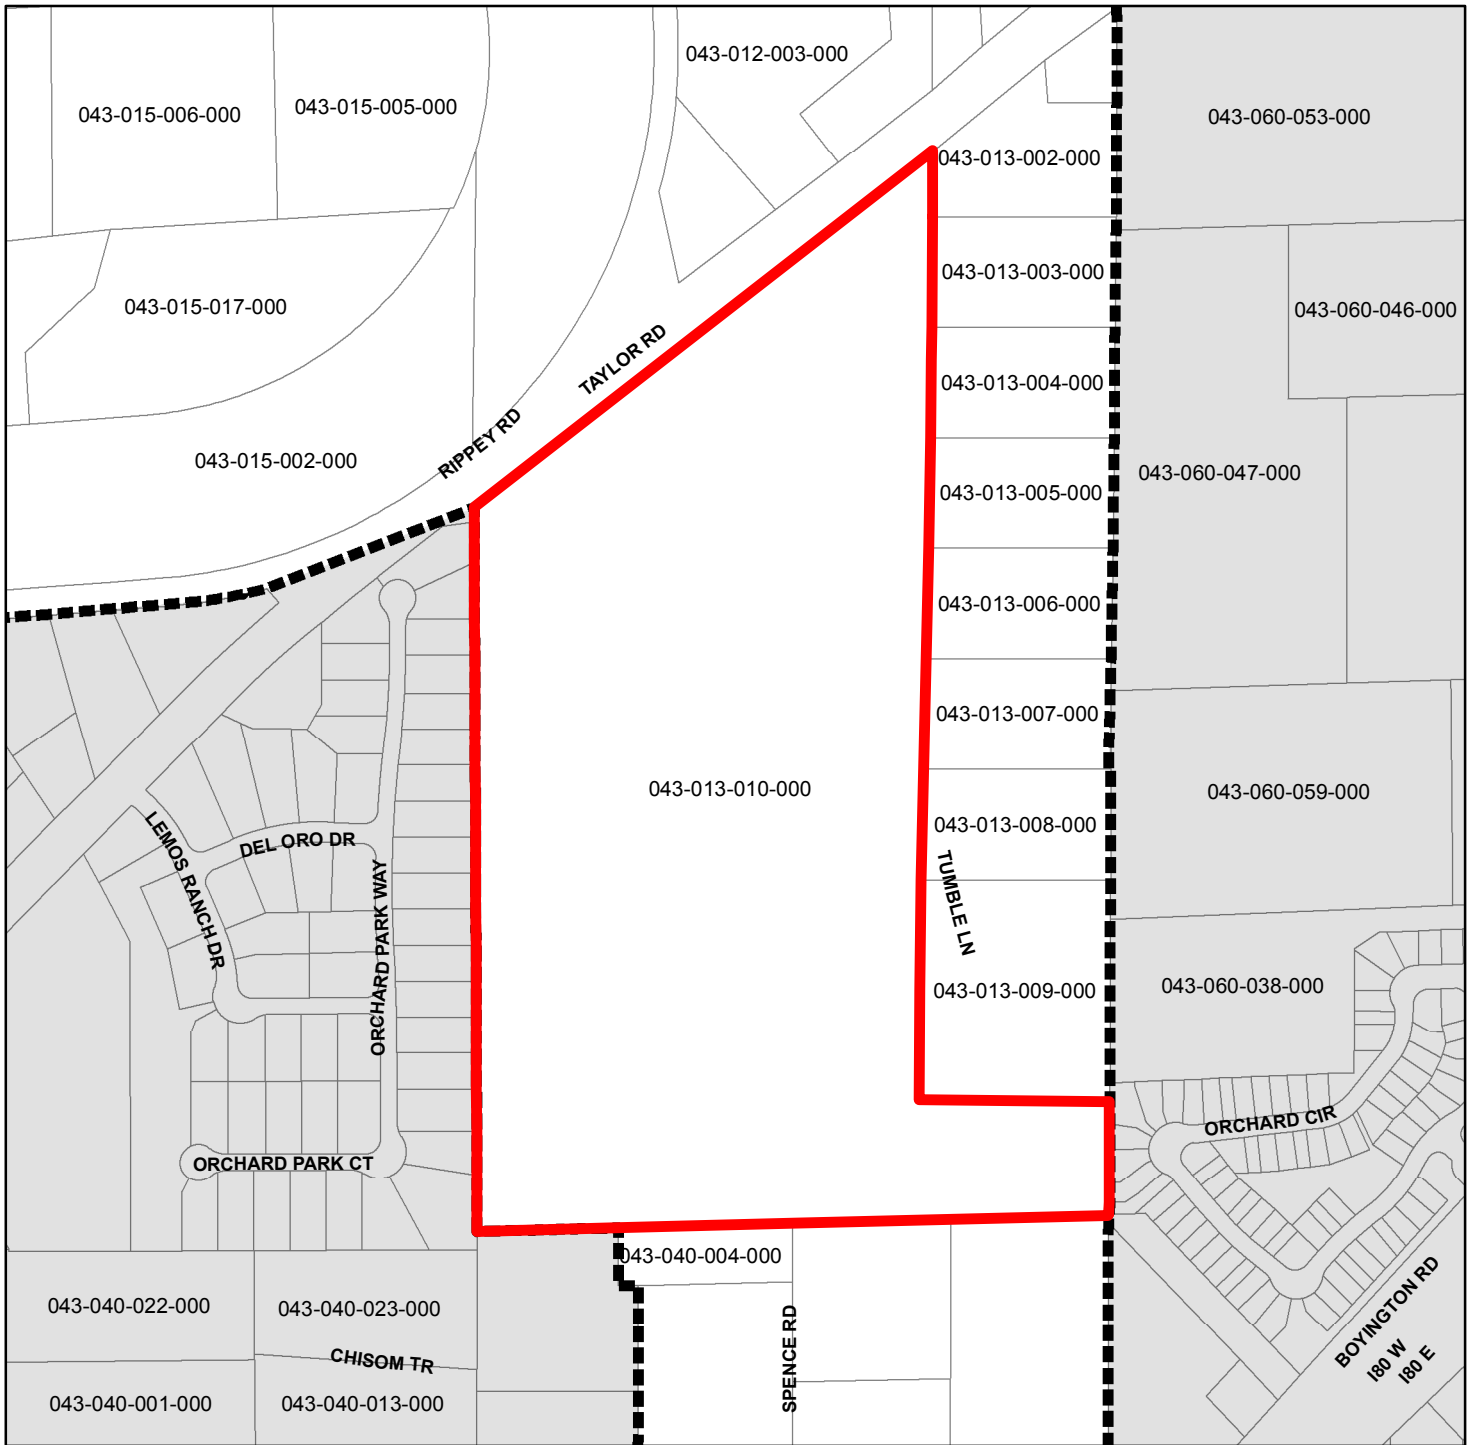 043-012-003-000
043-015-006-000
043-015-005-000
043-060-053-000
043-013-002-000
043-013-003-000
043-015-017-000
043-060-046-000
TAYLOR RD
043-013-004-000
RIPPEY RD
043-015-002-000
043-060-047-000
043-013-005-000
043-013-006-000
043-013-007-000
043-013-010-000
043-060-059-000
043-013-008-000
LEMOS RANCH DR
DEL ORO DR
ORCHARD PARK WAY
TUMBLE LN
043-013-009-000
043-060-038-000
ORCHARD CIR
ORCHARD PARK CT
043-040-004-000
043-040-022-000
043-040-023-000
SPENCE RD
BOYINGTON RD
I80 W
I80 E
CHISOM TR
043-040-001-000
043-040-013-000